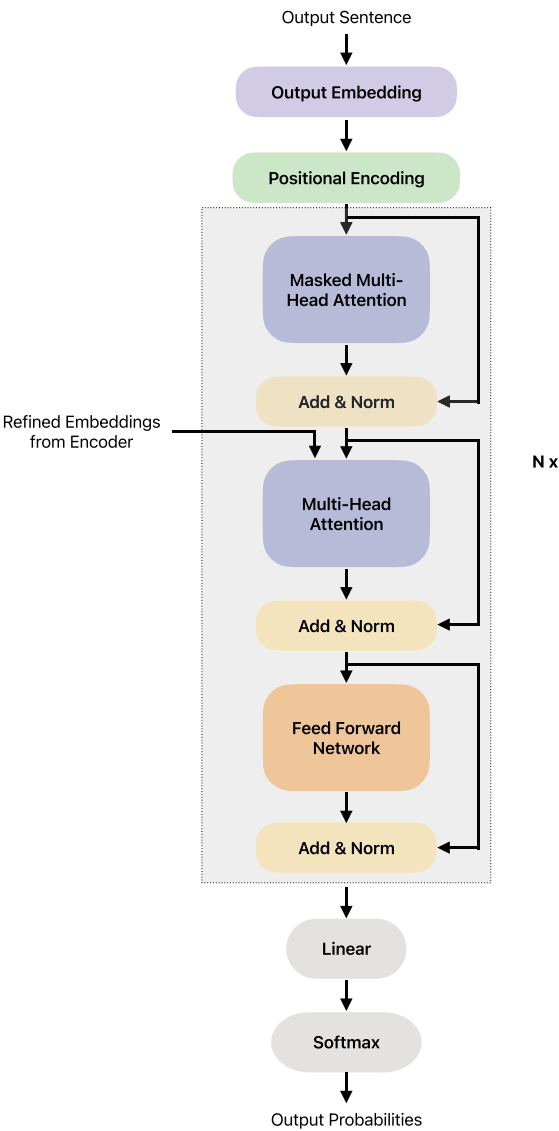 Output Sentence
Output Embedding
Positional Encoding
Masked Multi-
Head Attention
Add & Norm
Refined Embeddings
from Encoder
N x
Multi-Head
Attention
Add & Norm
Feed Forward
Network
Add & Norm
Linear
Softmax
Output Probabilities